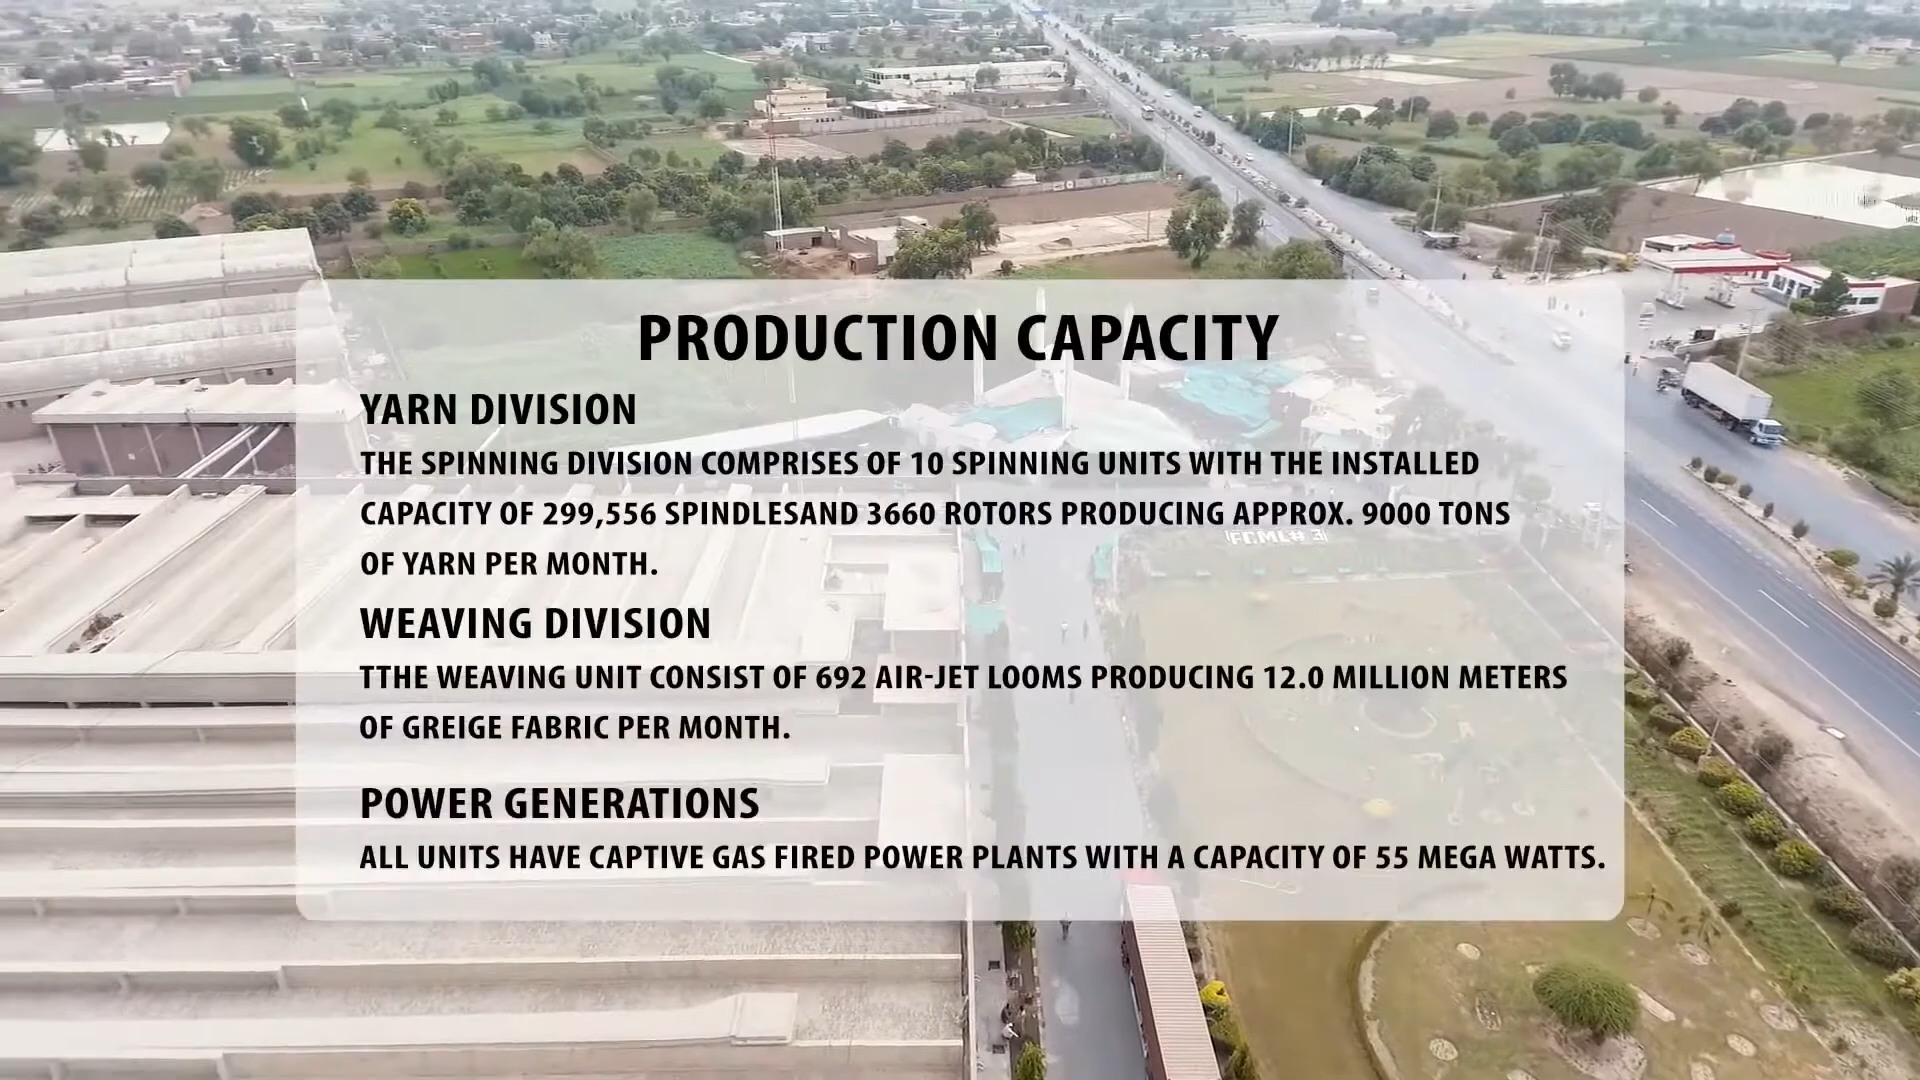 PRODUCTION CAPACITY
YARN DIVISION
THE SPINNING DIVISION COMPRISES OF 10 SPINNING UNITS WITH THE INSTALLED
CAPACITY OF 299,556 SPINDLESAND 3660 ROTORS PRODUCING APPROX. 9000 TONS
OF YARN PER MONTH.
FCML# 3
WEAVING DIVISION
TTHE WEAVING UNIT CONSIST OF 692 AIR-JET LOOMS PRODUCING 12.0 MILLION METERS
OF GREIGE FABRIC PER MONTH.
POWER GENERATIONS
ALL UNITS HAVE CAPTIVE GAS FIRED POWER PLANTS WITH A CAPACITY OF 55 MEGA WATTS.